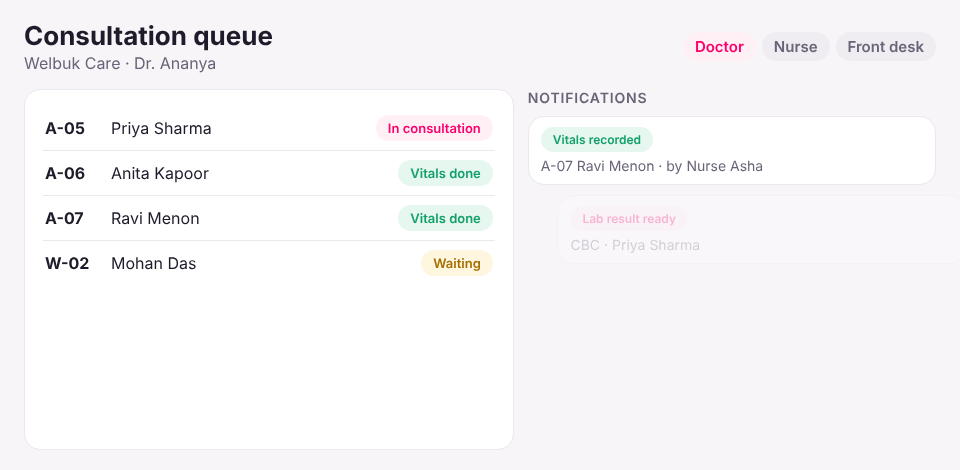 Consultation queue
Welbuk Care · Dr. Ananya
Doctor Nurse Front desk
A-05 Priya Sharma In consultation
A-06 Anita Kapoor Vitals done
A-07 Ravi Menon Vitals done
W-02 Mohan Das Waiting
NOTIFICATIONS
Vitals recorded
A-07 Ravi Menon · by Nurse Asha
Lab result ready
CBC · Priya Sharma